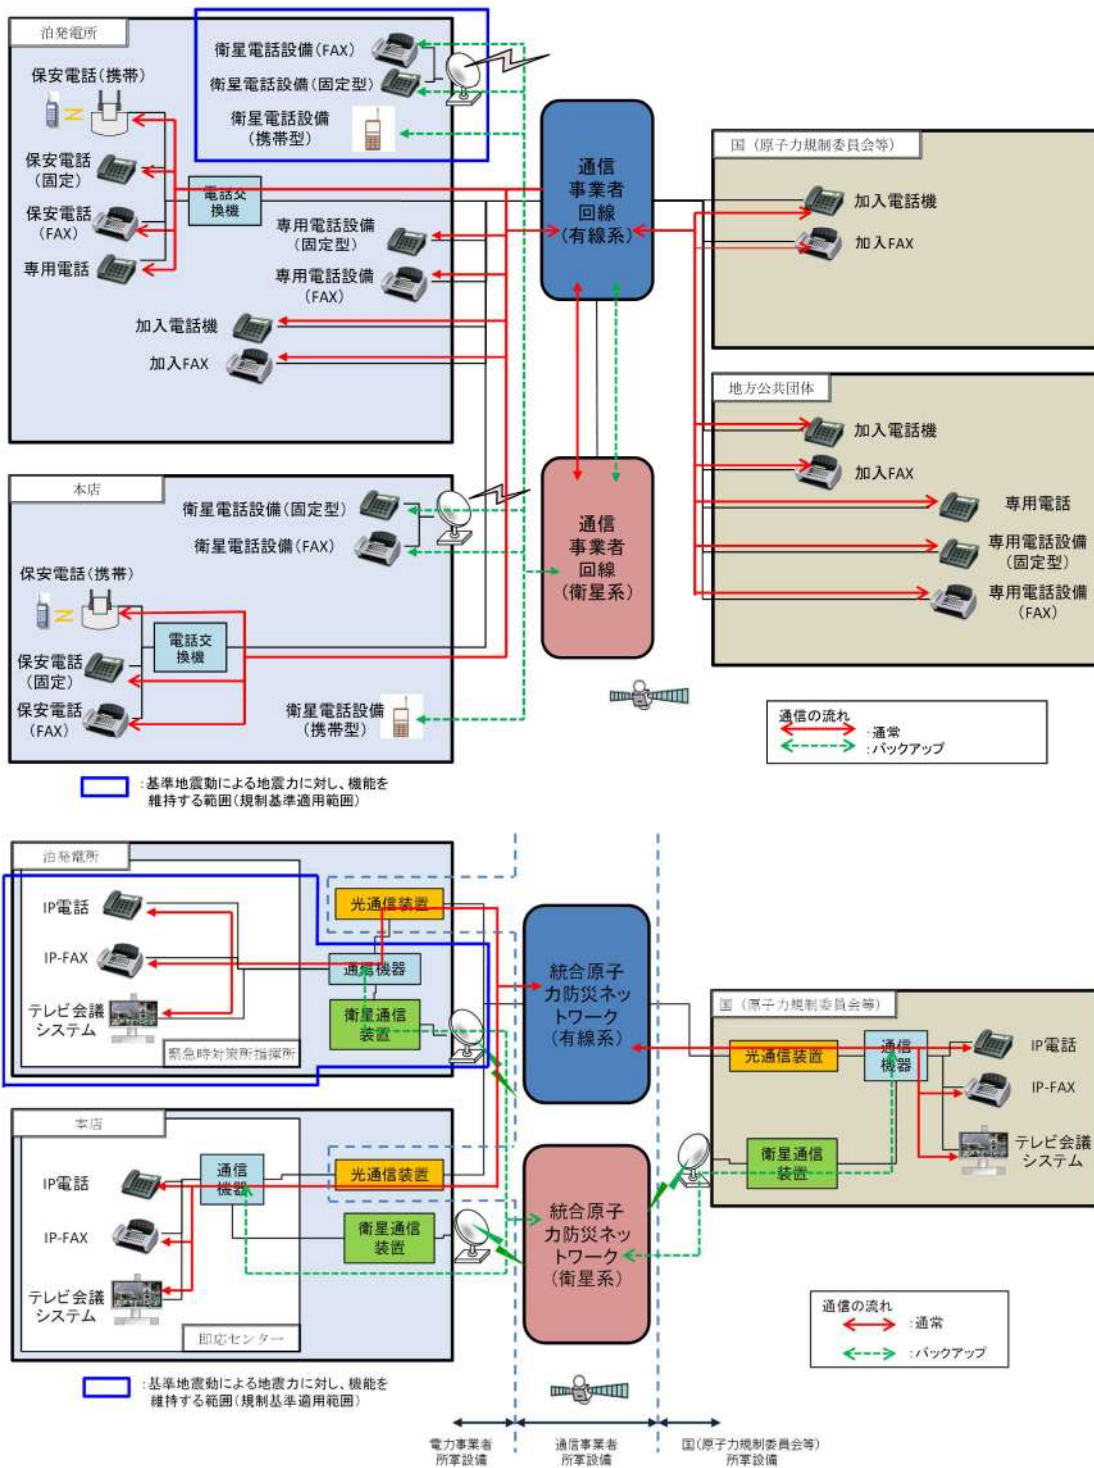 泊発電所
衛星電話設備(FAX)
衛星電話設備(固定型)
衛星電話設備
(携帯型)
保安電話(携帯)
保安電話
(固定)
保安電話
(FAX)
専用電話
電話交
換機
専用電話設備
(固定型)
専用電話設備
(FAX)
加入電話機
加入FAX
通信
事業者
回線
(有線系)
国(原子力規制委員会等)
加入電話機
加入FAX
地方公共団体
加入電話機
加入FAX
専用電話
専用電話設備
(固定型)
専用電話設備
(FAX)
本店
衛星電話設備(固定型)
衛星電話設備(FAX)
保安電話(携帯)
保安電話
(固定)
保安電話
(FAX)
電話交
換機
衛星電話設備
(携帯型)
通信
事業者
回線
(衛星系)
通信の流れ
:通常
:バックアップ
:基準地震動による地震力に対し、機能を
維持する範囲(規制基準適用範囲)
泊発電所
IP電話
IP-FAX
テレビ会議
システム
緊急時対策所指揮所
光通信装置
通信機器
衛星通信
装置
統合原子
力防災ネッ
トワーク
(有線系)
国(原子力規制委員会等)
光通信装置
通信
機器
衛星通信
装置
IP電話
IP-FAX
テレビ会議
システム
本店
IP電話
IP-FAX
テレビ会議
システム
即応センター
通信
機器
光通信装置
衛星通信
装置
統合原子
力防災ネッ
トワーク
(衛星系)
通信の流れ
:通常
:バックアップ
:基準地震動による地震力に対し、機能を
維持する範囲(規制基準適用範囲)
電力事業者
所掌設備
通信事業者
所掌設備
国(原子力規制委員会等)
所掌設備